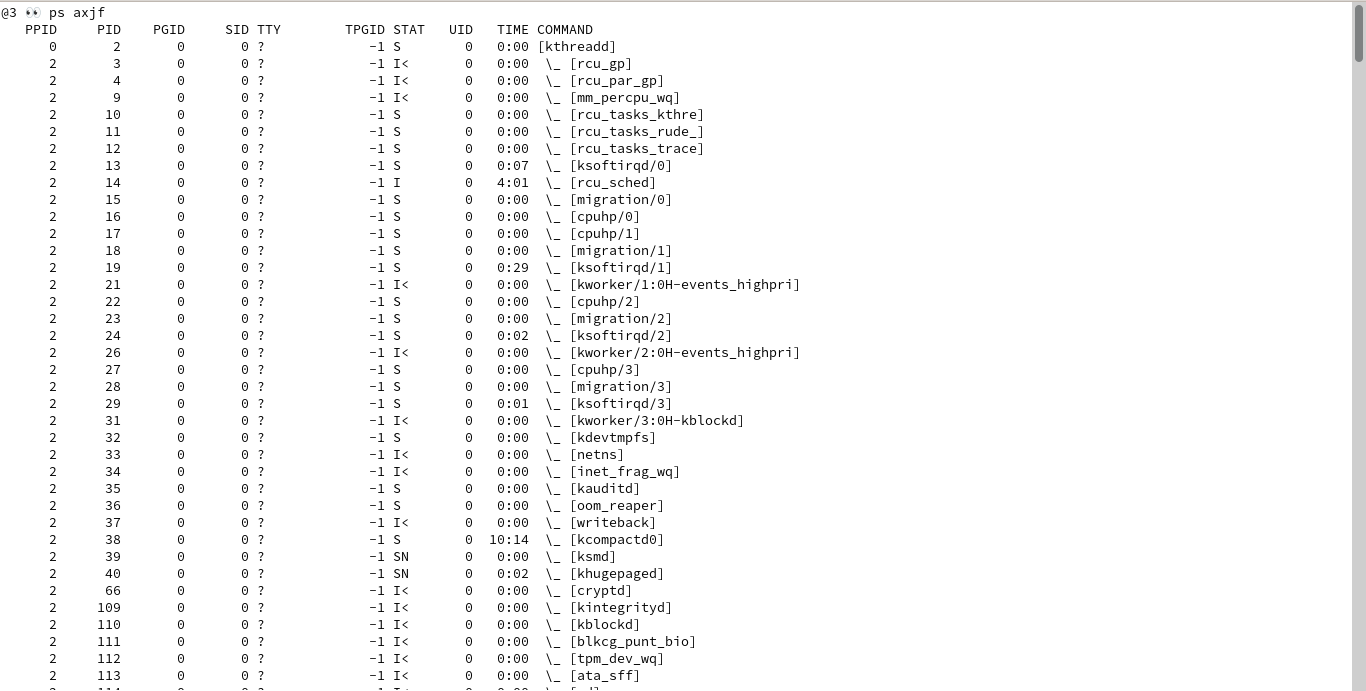 @3 👀 ps axjf
   PPID     PID    PGID     SID TTY        TPGID STAT   UID   TIME COMMAND
      0       2       0       0 ?             -1 S        0   0:00 [kthreadd]
      2       3       0       0 ?             -1 I<       0   0:00  \_ [rcu_gp]
      2       4       0       0 ?             -1 I<       0   0:00  \_ [rcu_par_gp]
      2       9       0       0 ?             -1 I<       0   0:00  \_ [mm_percpu_wq]
      2      10       0       0 ?             -1 S        0   0:00  \_ [rcu_tasks_kthre]
      2      11       0       0 ?             -1 S        0   0:00  \_ [rcu_tasks_rude_]
      2      12       0       0 ?             -1 S        0   0:00  \_ [rcu_tasks_trace]
      2      13       0       0 ?             -1 S        0   0:07  \_ [ksoftirqd/0]
      2      14       0       0 ?             -1 I        0   4:01  \_ [rcu_sched]
      2      15       0       0 ?             -1 S        0   0:00  \_ [migration/0]
      2      16       0       0 ?             -1 S        0   0:00  \_ [cpuhp/0]
      2      17       0       0 ?             -1 S        0   0:00  \_ [cpuhp/1]
      2      18       0       0 ?             -1 S        0   0:00  \_ [migration/1]
      2      19       0       0 ?             -1 S        0   0:29  \_ [ksoftirqd/1]
      2      21       0       0 ?             -1 I<       0   0:00  \_ [kworker/1:0H-events_highpri]
      2      22       0       0 ?             -1 S        0   0:00  \_ [cpuhp/2]
      2      23       0       0 ?             -1 S        0   0:00  \_ [migration/2]
      2      24       0       0 ?             -1 S        0   0:02  \_ [ksoftirqd/2]
      2      26       0       0 ?             -1 I<       0   0:00  \_ [kworker/2:0H-events_highpri]
      2      27       0       0 ?             -1 S        0   0:00  \_ [cpuhp/3]
      2      28       0       0 ?             -1 S        0   0:00  \_ [migration/3]
      2      29       0       0 ?             -1 S        0   0:01  \_ [ksoftirqd/3]
      2      31       0       0 ?             -1 I<       0   0:00  \_ [kworker/3:0H-kblockd]
      2      32       0       0 ?             -1 S        0   0:00  \_ [kdevtmpfs]
      2      33       0       0 ?             -1 I<       0   0:00  \_ [netns]
      2      34       0       0 ?             -1 I<       0   0:00  \_ [inet_frag_wq]
      2      35       0       0 ?             -1 S        0   0:00  \_ [kauditd]
      2      36       0       0 ?             -1 S        0   0:00  \_ [oom_reaper]
      2      37       0       0 ?             -1 I<       0   0:00  \_ [writeback]
      2      38       0       0 ?             -1 S        0  10:14  \_ [kcompactd0]
      2      39       0       0 ?             -1 SN       0   0:00  \_ [ksmd]
      2      40       0       0 ?             -1 SN       0   0:02  \_ [khugepaged]
      2      66       0       0 ?             -1 I<       0   0:00  \_ [cryptd]
      2     109       0       0 ?             -1 I<       0   0:00  \_ [kintegrityd]
      2     110       0       0 ?             -1 I<       0   0:00  \_ [kblockd]
      2     111       0       0 ?             -1 I<       0   0:00  \_ [blkcg_punt_bio]
      2     112       0       0 ?             -1 I<       0   0:00  \_ [tpm_dev_wq]
      2     113       0       0 ?             -1 I<       0   0:00  \_ [ata_sff]